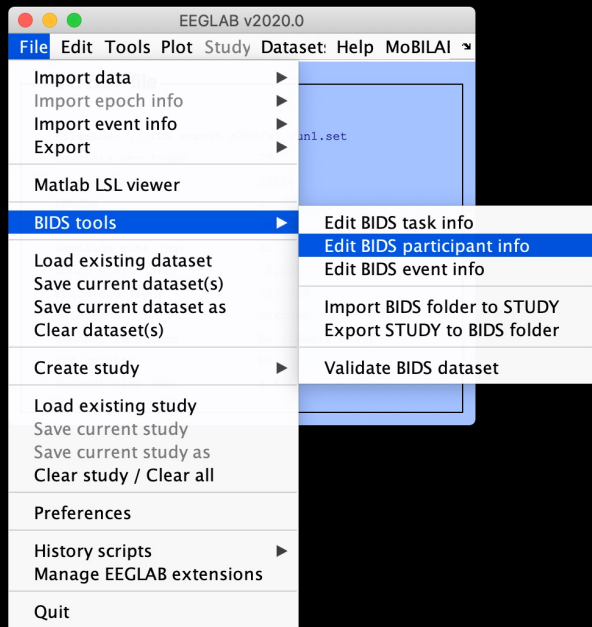 EEGLAB v2020.0
File Edit Tools Plot Study Datasets Help MoBILAI
Import data
Import epoch info
Import event info
un1.set
Export
Matlab LSL viewer
BIDS tools
Edit BIDS task info
Edit BIDS participant info
Edit BIDS event info
Import BIDS folder to STUDY
Export STUDY to BIDS folder
Validate BIDS dataset
Load existing dataset
Save current dataset(s)
Save current dataset as
Clear dataset(s)
Create study
Load existing study
Save current study
Save current study as
Clear study / Clear all
Preferences
History scripts
Manage EEGLAB extensions
Quit